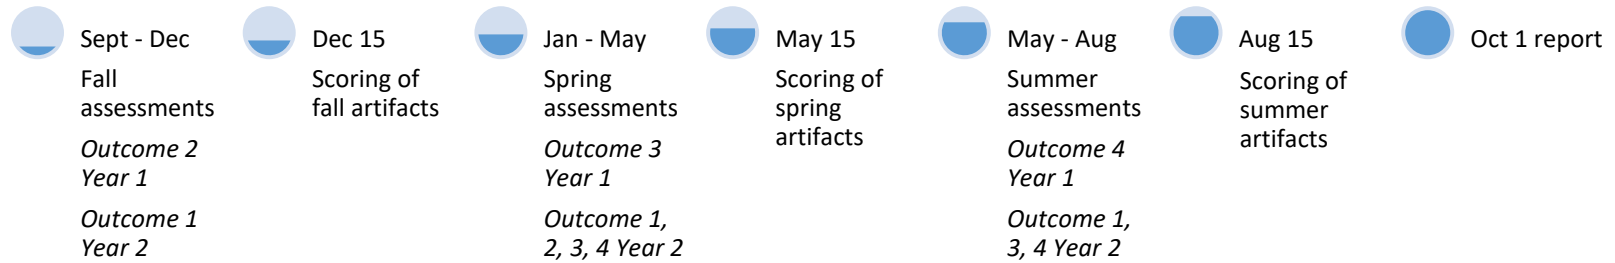 Sept - Dec
Fall
assessments
Outcome 2
Year 1
Outcome 1
Year 2
Dec 15
Scoring of
fall artifacts
Jan - May
Spring
assessments
Outcome 3
Year 1
Outcome 1,
2, 3, 4 Year 2
May 15
Scoring of
spring
artifacts
May - Aug
Summer
assessments
Outcome 4
Year 1
Outcome 1,
3, 4 Year 2
Aug 15
Scoring of
summer
artifacts
Oct 1 report